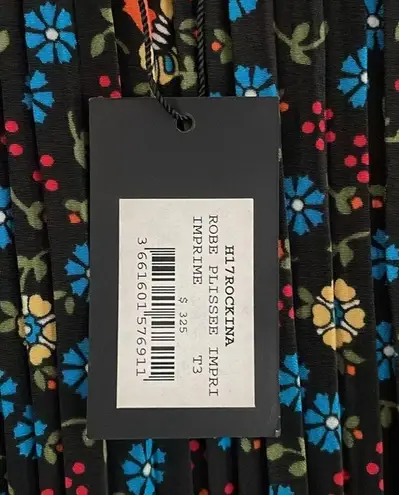 H17ROCKINA
ROBE PLISSEE IMPRI
IMPRIME T3
$ 325
3 661601 576911